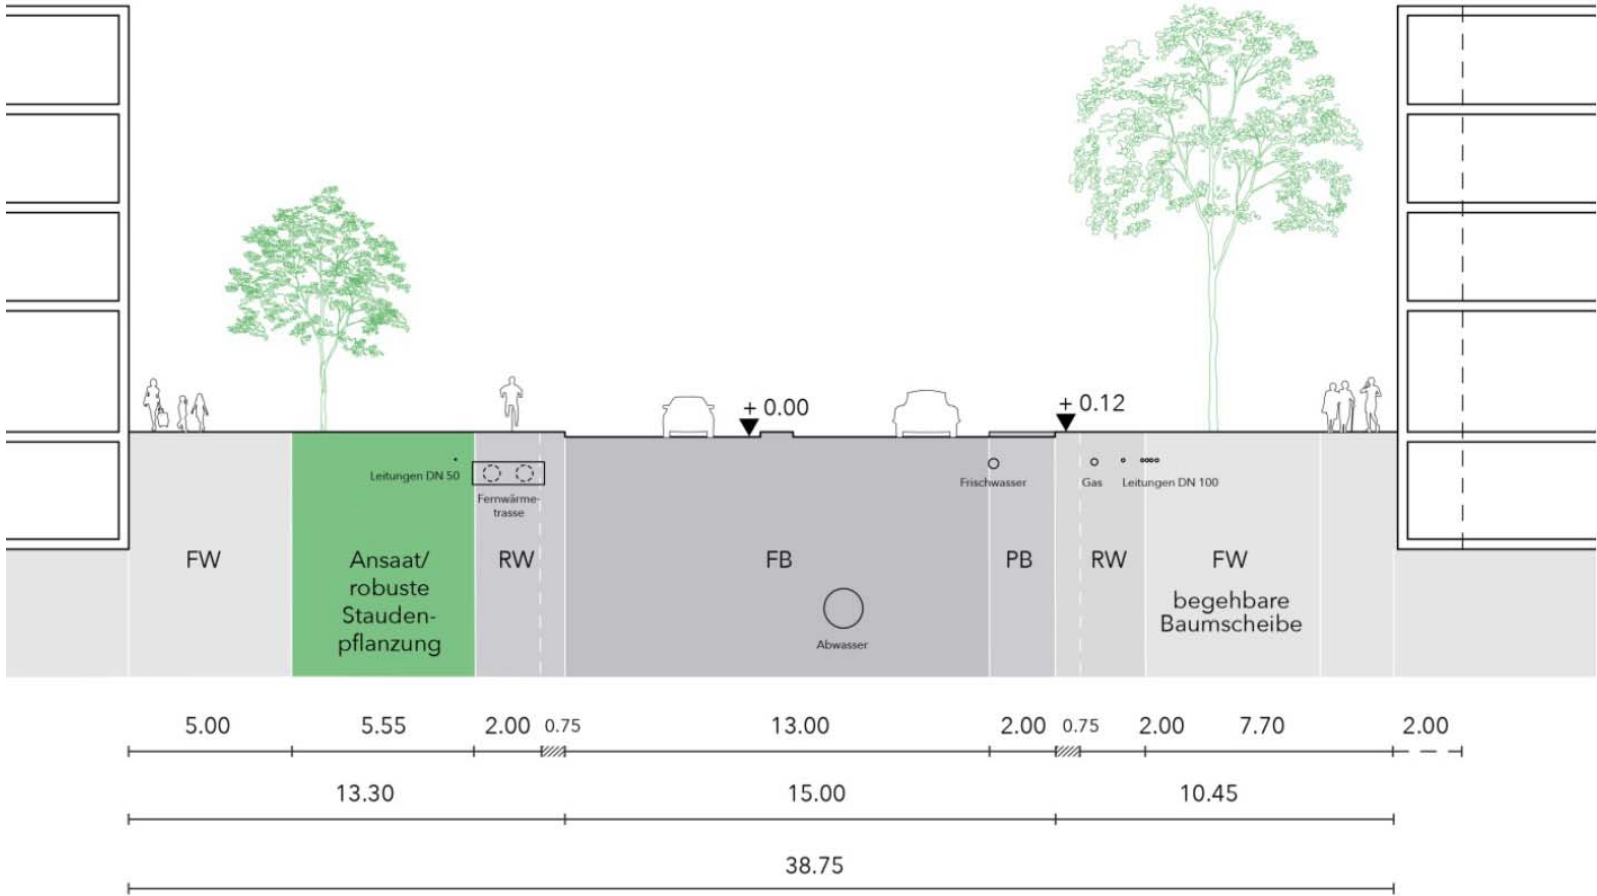 + 0.00
+ 0.12
Leitungen DN 50
Fernwärme-
trasse
Frischwasser
Gas
Leitungen DN 100
FW
Ansaat/
robuste
Stauden-
pflanzung
RW
FB
PB
RW
FW
begehbare
Baumscheibe
Abwasser
5.00
5.55
2.00
0.75
13.00
2.00
0.75
2.00
7.70
2.00
13.30
15.00
10.45
38.75